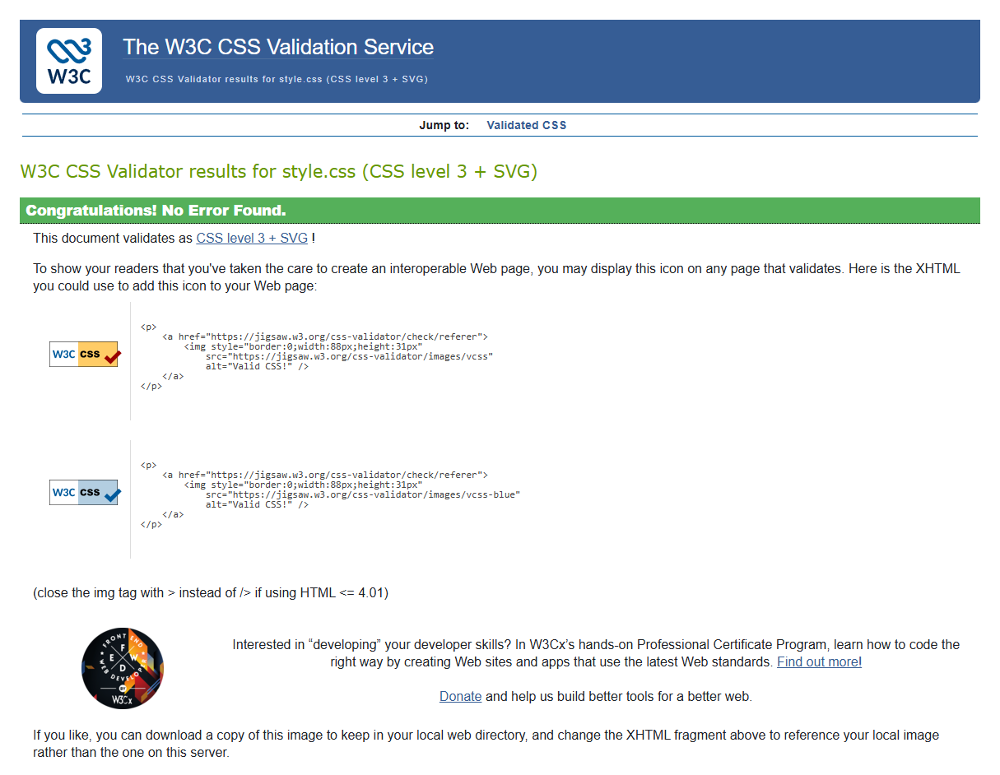 W3C
The W3C CSS Validation Service
W3C CSS Validator results for style.css (CSS level 3 + SVG)
Jump to: Validated CSS
W3C CSS Validator results for style.css (CSS level 3 + SVG)
Congratulations! No Error Found.
This document validates as CSS level 3 + SVG !
To show your readers that you've taken the care to create an interoperable Web page, you may display this icon on any page that validates. Here is the XHTML
you could use to add this icon to your Web page:
W3C CSS
<p>
    <a href="https://jigsaw.w3.org/css-validator/check/referer">
        <img style="border:0;width:88px;height:31px"
            src="https://jigsaw.w3.org/css-validator/images/vcss"
            alt="Valid CSS!" />
    </a>
</p>
W3C CSS
<p>
    <a href="https://jigsaw.w3.org/css-validator/check/referer">
        <img style="border:0;width:88px;height:31px"
            src="https://jigsaw.w3.org/css-validator/images/vcss-blue"
            alt="Valid CSS!" />
    </a>
</p>
(close the img tag with > instead of /> if using HTML <= 4.01)
FRONT END
WEB DEVELOPER
F
E W
D
BY
W3Cx
Interested in “developing” your developer skills? In W3Cx’s hands-on Professional Certificate Program, learn how to code the
right way by creating Web sites and apps that use the latest Web standards. Find out more!
Donate and help us build better tools for a better web.
If you like, you can download a copy of this image to keep in your local web directory, and change the XHTML fragment above to reference your local image
rather than the one on this server.